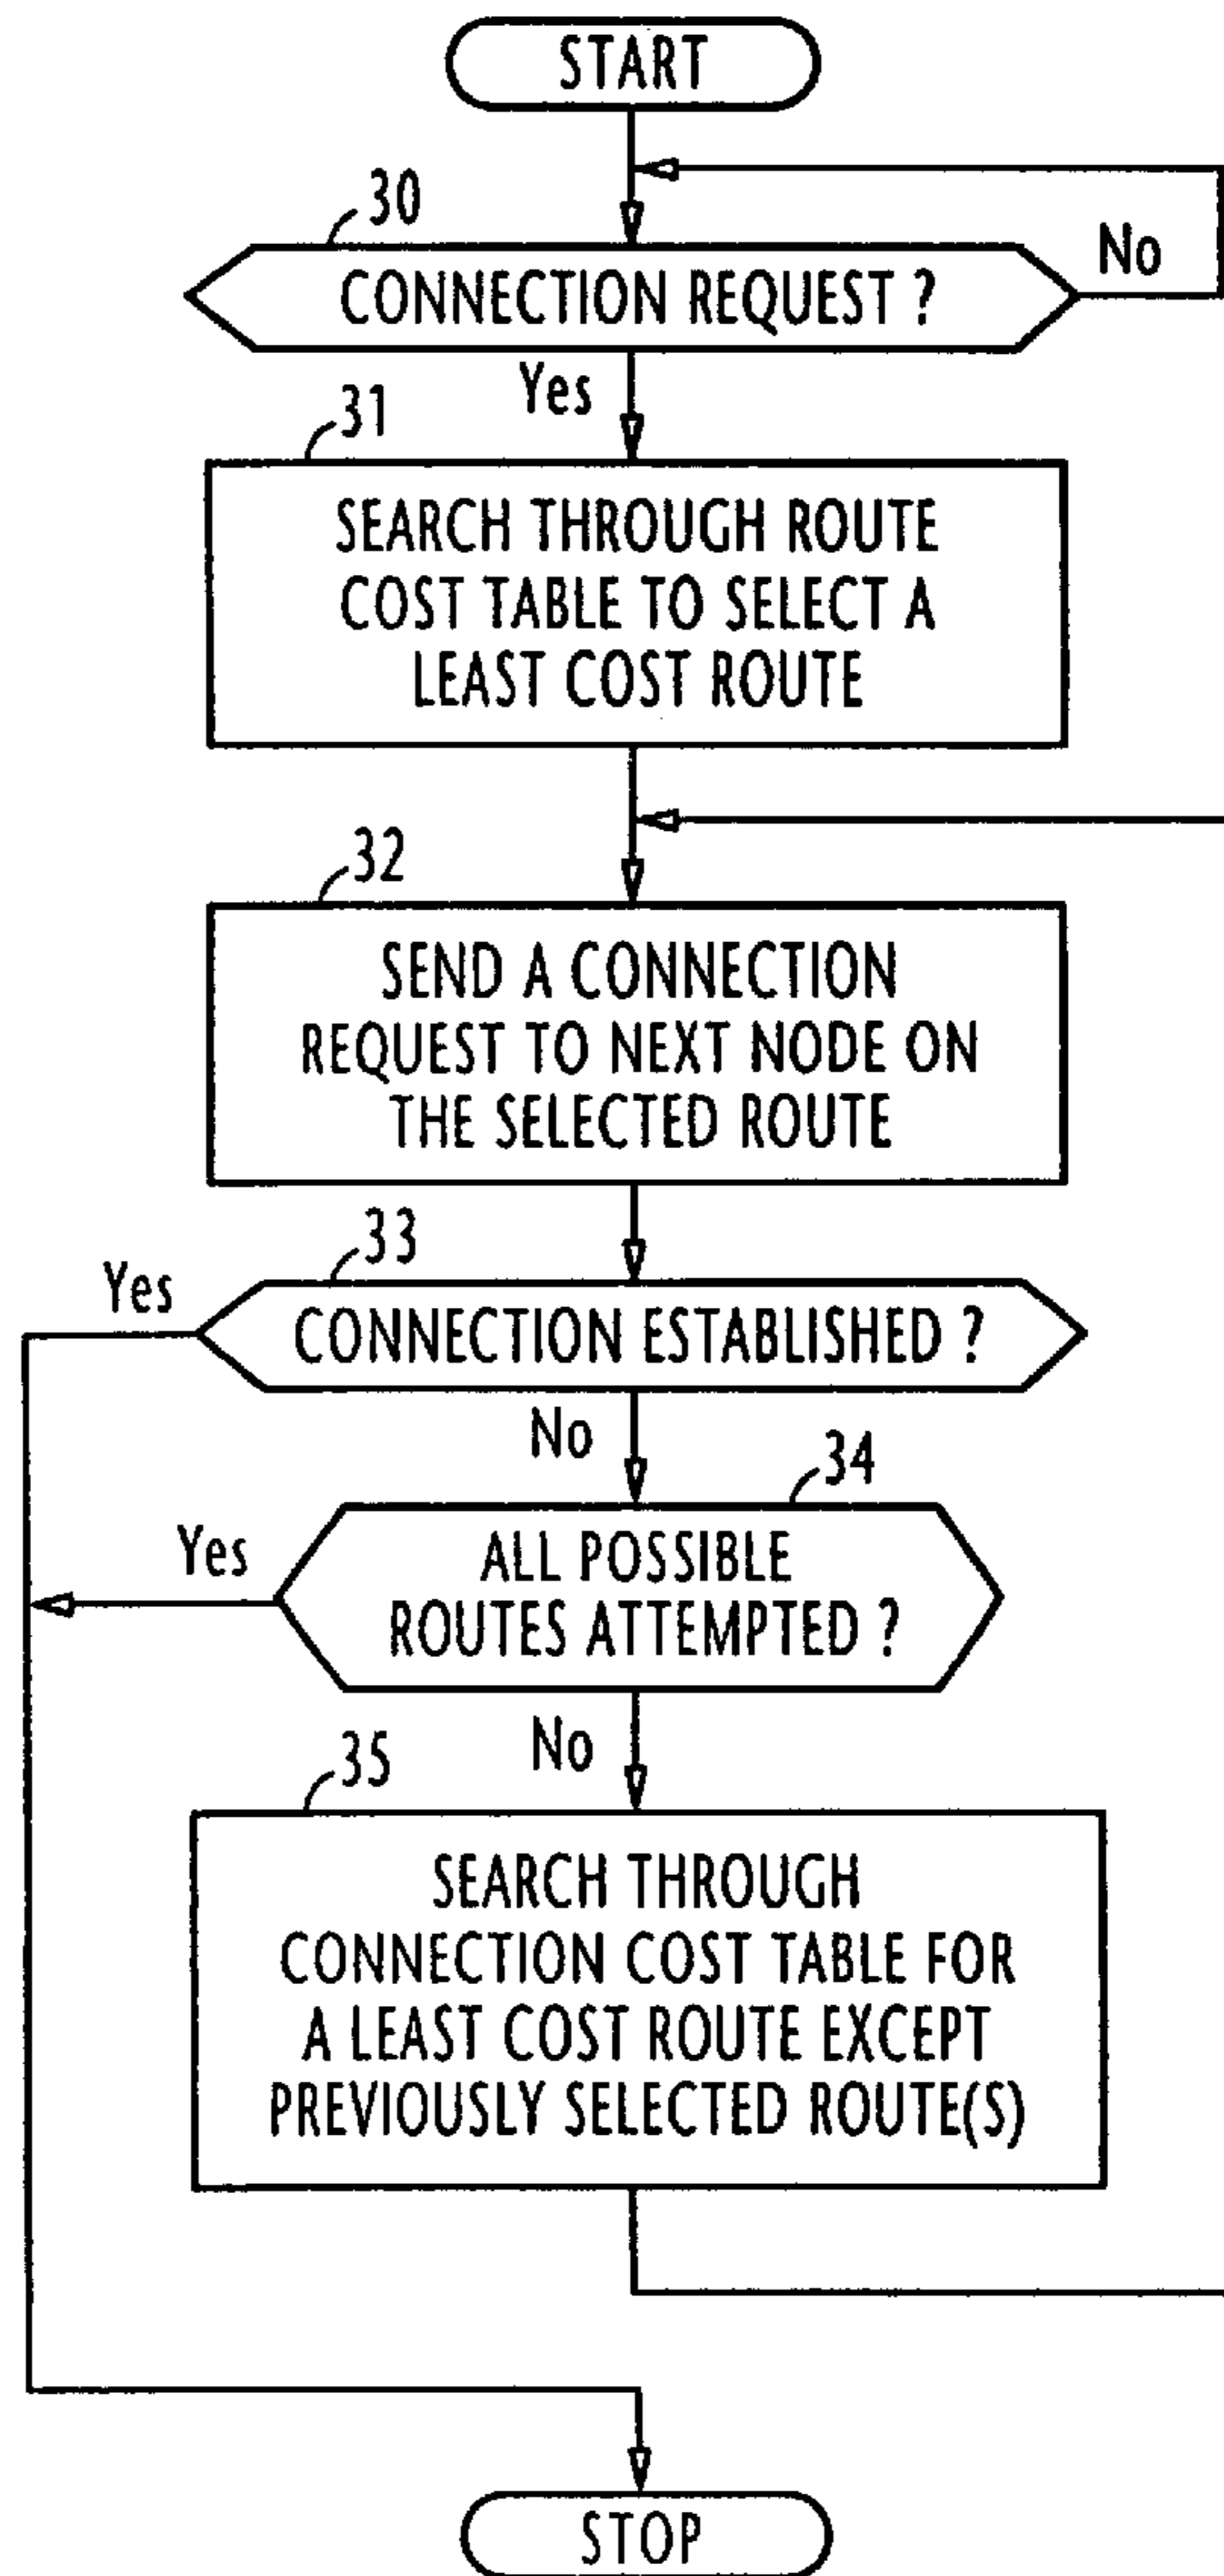 START
30
CONNECTION REQUEST ?
No
Yes
31
SEARCH THROUGH ROUTE
COST TABLE TO SELECT A
LEAST COST ROUTE
32
SEND A CONNECTION
REQUEST TO NEXT NODE ON
THE SELECTED ROUTE
33
Yes
CONNECTION ESTABLISHED ?
No
34
Yes
ALL POSSIBLE
ROUTES ATTEMPTED ?
No
35
SEARCH THROUGH
CONNECTION COST TABLE FOR
A LEAST COST ROUTE EXCEPT
PREVIOUSLY SELECTED ROUTE(S)
STOP